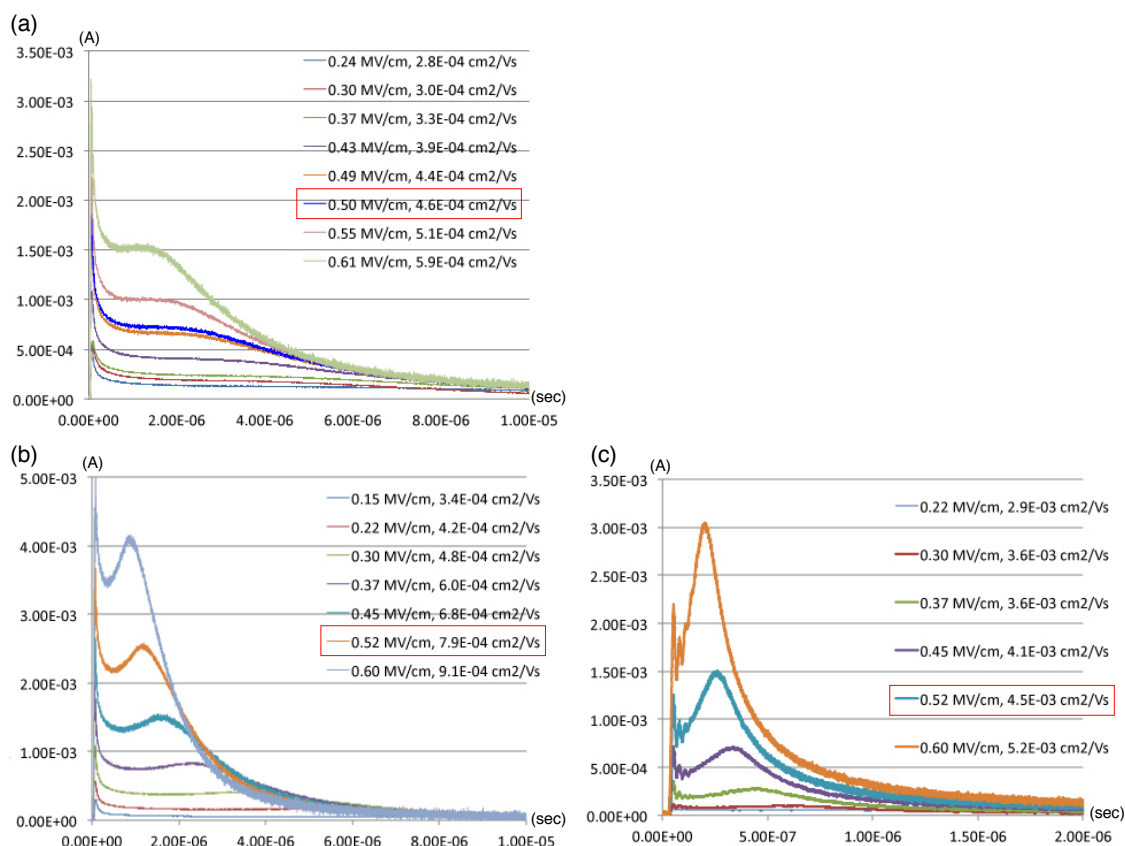 (a)
(A)
3.50E-03
3.00E-03
2.50E-03
2.00E-03
1.50E-03
1.00E-03
5.00E-04
0.00E+00
0.24 MV/cm, 2.8E-04 cm2/Vs
0.30 MV/cm, 3.0E-04 cm2/Vs
0.37 MV/cm, 3.3E-04 cm2/Vs
0.43 MV/cm, 3.9E-04 cm2/Vs
0.49 MV/cm, 4.4E-04 cm2/Vs
0.50 MV/cm, 4.6E-04 cm2/Vs
0.55 MV/cm, 5.1E-04 cm2/Vs
0.61 MV/cm, 5.9E-04 cm2/Vs
(sec)
0.00E+00 2.00E-06 4.00E-06 6.00E-06 8.00E-06 1.00E-05
(b)
(A)
5.00E-03
4.00E-03
3.00E-03
2.00E-03
1.00E-03
0.00E+00
0.15 MV/cm, 3.4E-04 cm2/Vs
0.22 MV/cm, 4.2E-04 cm2/Vs
0.30 MV/cm, 4.8E-04 cm2/Vs
0.37 MV/cm, 6.0E-04 cm2/Vs
0.45 MV/cm, 6.8E-04 cm2/Vs
0.52 MV/cm, 7.9E-04 cm2/Vs
0.60 MV/cm, 9.1E-04 cm2/Vs
(sec)
0.00E+00 2.00E-06 4.00E-06 6.00E-06 8.00E-06 1.00E-05
(c)
(A)
3.50E-03
3.00E-03
2.50E-03
2.00E-03
1.50E-03
1.00E-03
5.00E-04
0.00E+00
0.22 MV/cm, 2.9E-03 cm2/Vs
0.30 MV/cm, 3.6E-03 cm2/Vs
0.37 MV/cm, 3.6E-03 cm2/Vs
0.45 MV/cm, 4.1E-03 cm2/Vs
0.52 MV/cm, 4.5E-03 cm2/Vs
0.60 MV/cm, 5.2E-03 cm2/Vs
(sec)
0.00E+00 5.00E-07 1.00E-06 1.50E-06 2.00E-06